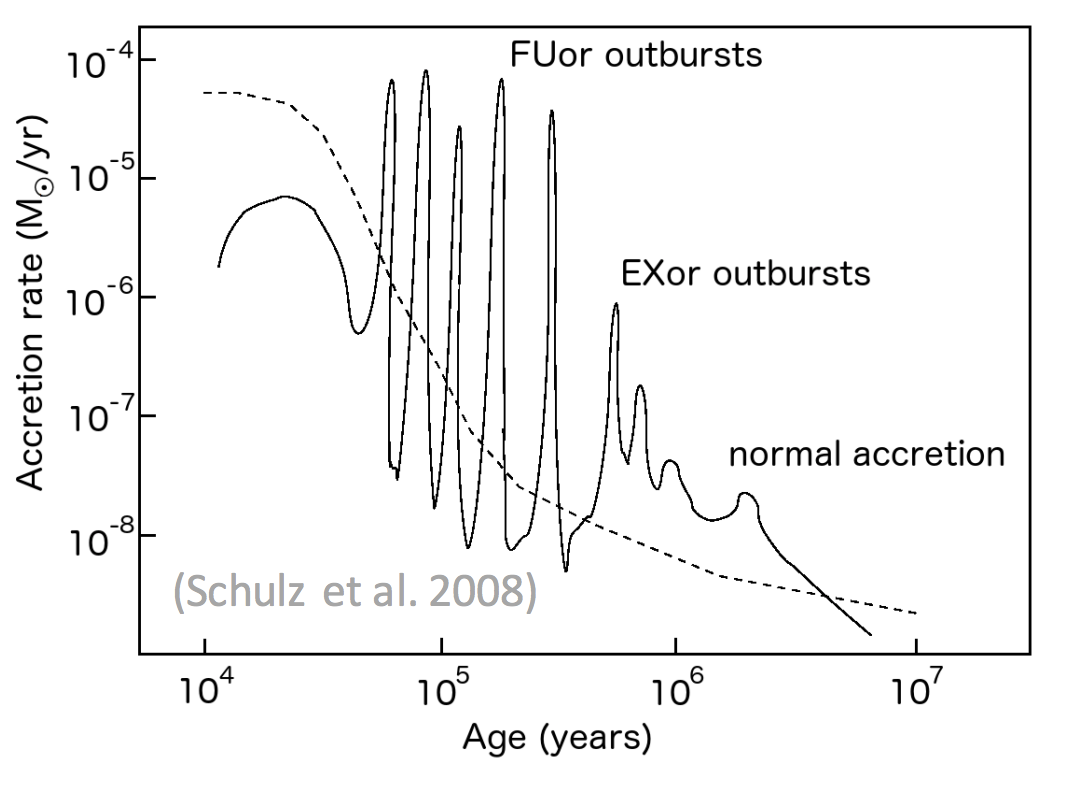 FUor outbursts
EXor outbursts
normal accretion
(Schulz et al. 2008)
Accretion rate (M☉/yr)
10⁻⁴
10⁻⁵
10⁻⁶
10⁻⁷
10⁻⁸
10⁴ 10⁵ 10⁶ 10⁷
Age (years)